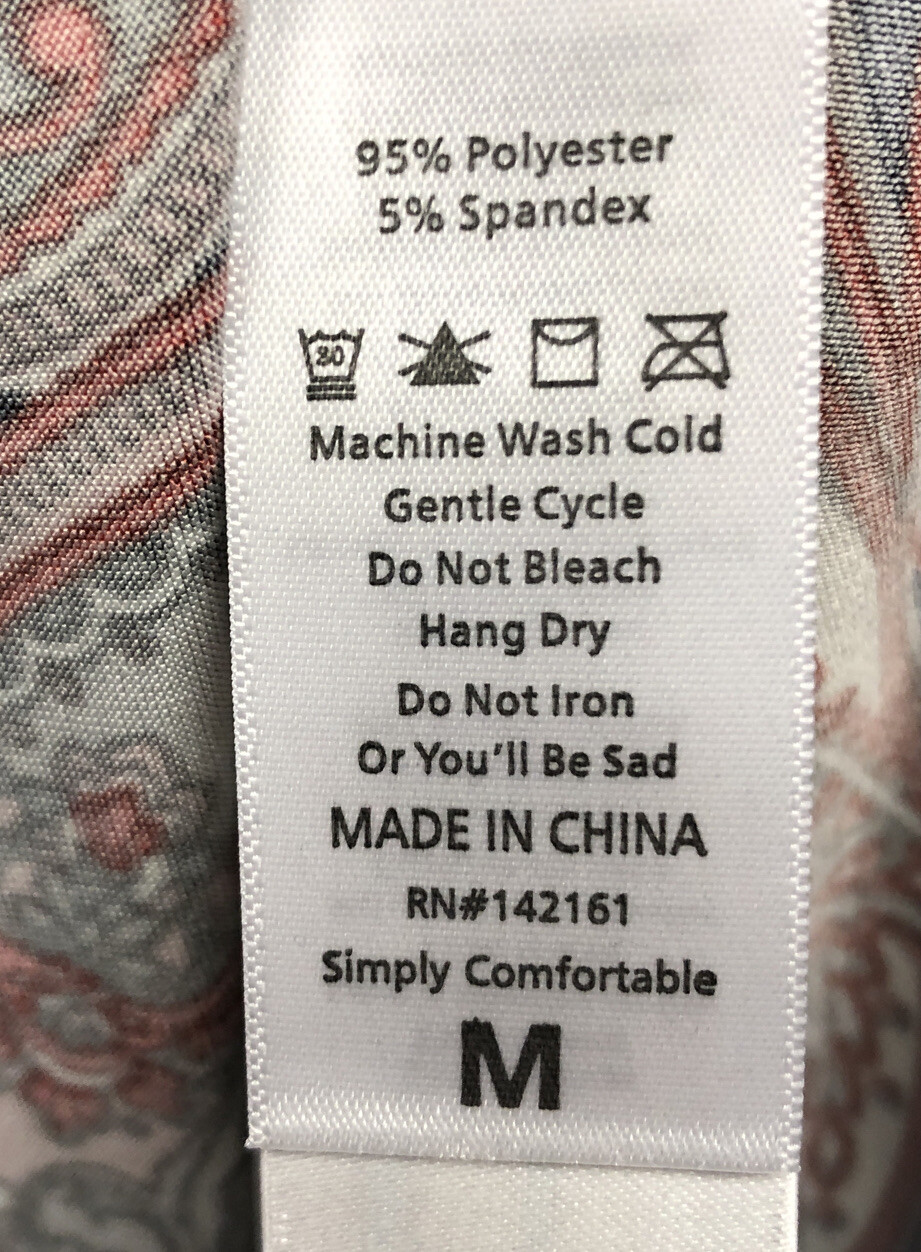 95% Polyester
5% Spandex
30
Machine Wash Cold
Gentle Cycle
Do Not Bleach
Hang Dry
Do Not Iron
Or You'll Be Sad
MADE IN CHINA
RN#142161
Simply Comfortable
M